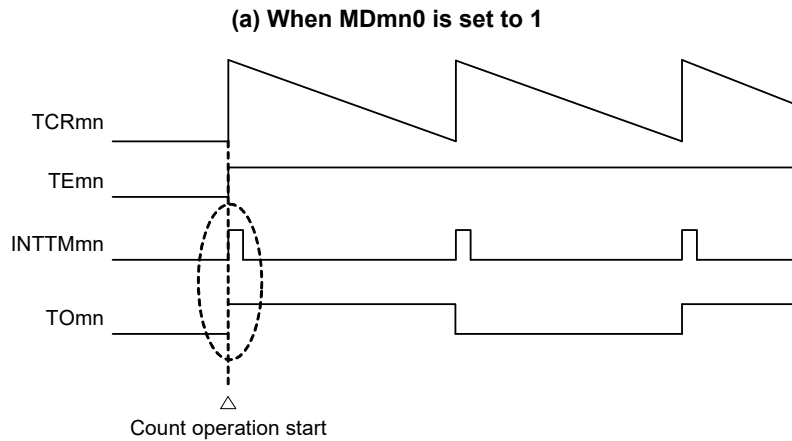 (a) When MDmn0 is set to 1
TCRmn
TEmn
INTTMmn
TOmn
Count operation start